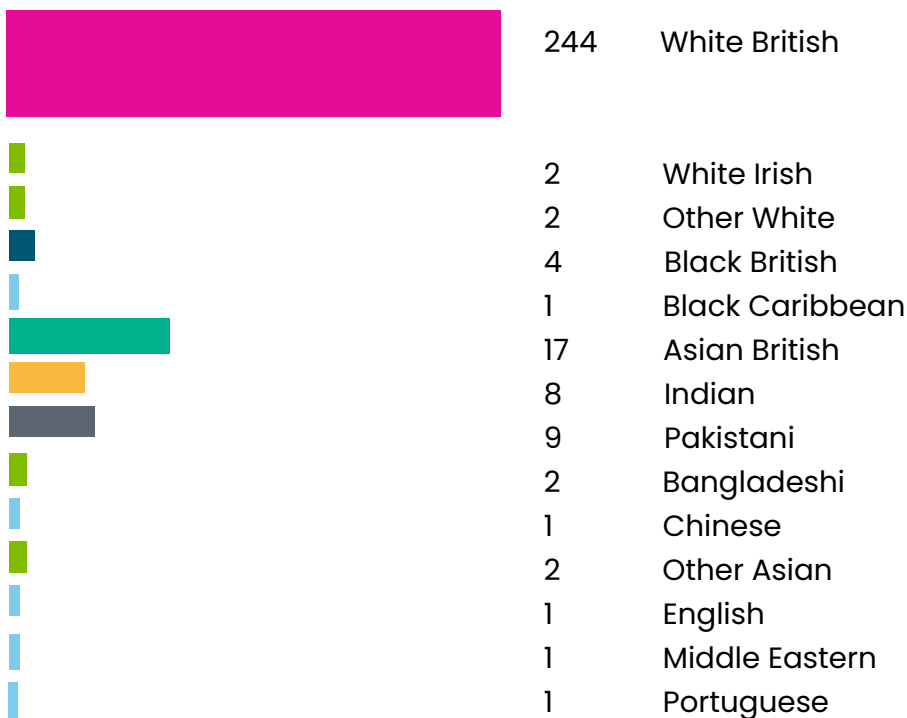 244 White British
2 White Irish
2 Other White
4 Black British
1 Black Caribbean
17 Asian British
8 Indian
9 Pakistani
2 Bangladeshi
1 Chinese
2 Other Asian
1 English
1 Middle Eastern
1 Portuguese